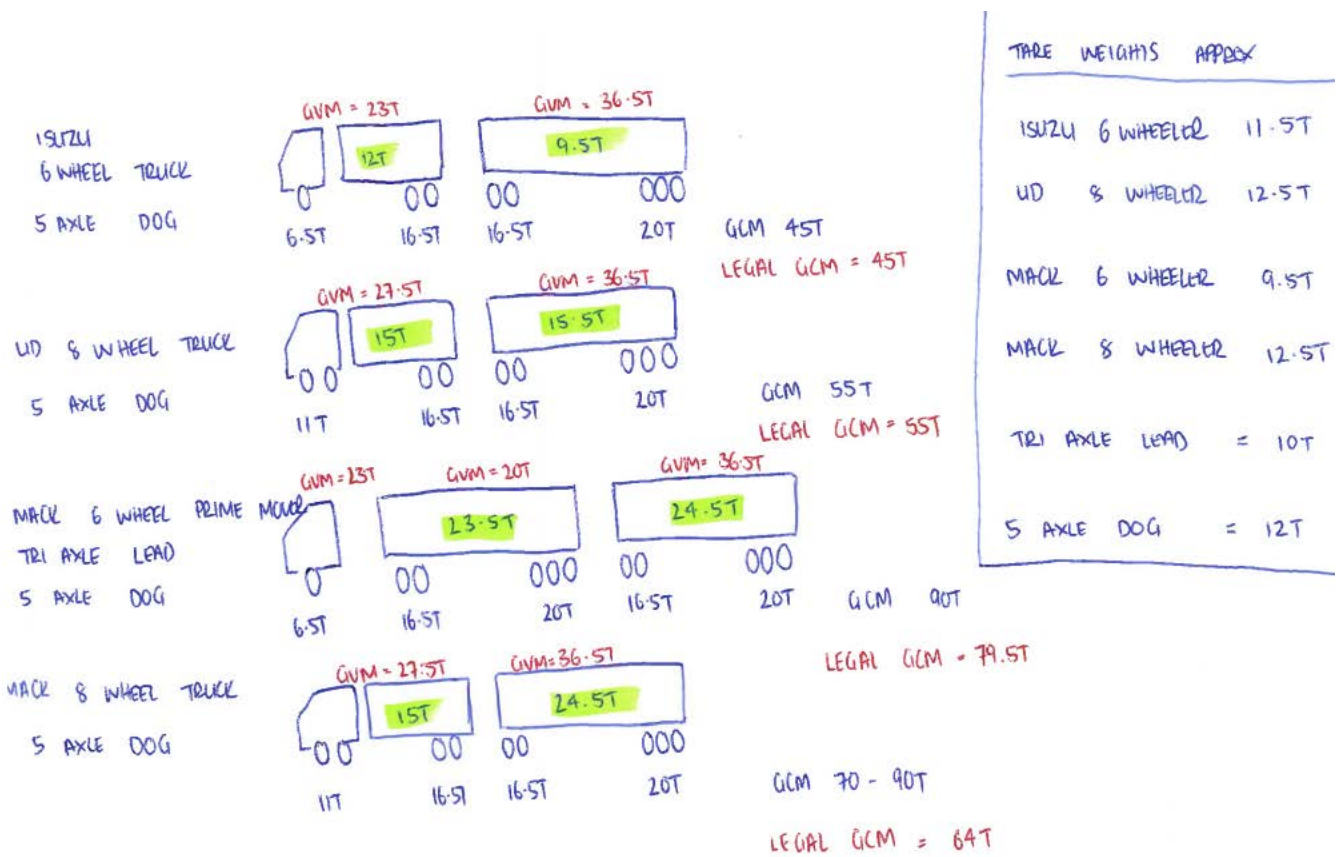 TARE WEIGHTS APPROX
ISUZU 6 WHEELER 11.5T
UD 8 WHEELER 12.5T
MACK 6 WHEELER 9.5T
MACK 8 WHEELER 12.5T
TRI AXLE LEAD = 10T
5 AXLE DOG = 12T
GVM = 23T GVM = 36.5T
ISUZU
6 WHEEL TRUCK
12T 9.5T
5 AXLE DOG
6.5T 16.5T 16.5T 20T GCM 45T
LEGAL GCM = 45T
GVM = 27.5T GVM = 36.5T
UD 8 WHEEL TRUCK
15T 15.5T
5 AXLE DOG
11T 16.5T 16.5T 20T GCM 55T
LEGAL GCM = 55T
GVM = 23T GVM = 20T GVM = 36.5T
MACK 6 WHEEL PRIME MOVER
23.5T 24.5T
TRI AXLE LEAD
5 AXLE DOG
6.5T 16.5T 20T 16.5T 20T GCM 90T
LEGAL GCM = 79.5T
GVM = 27.5T GVM = 36.5T
MACK 8 WHEEL TRUCK
15T 24.5T
5 AXLE DOG
11T 16.5T 16.5T 20T GCM 70 - 90T
LEGAL GCM = 64T